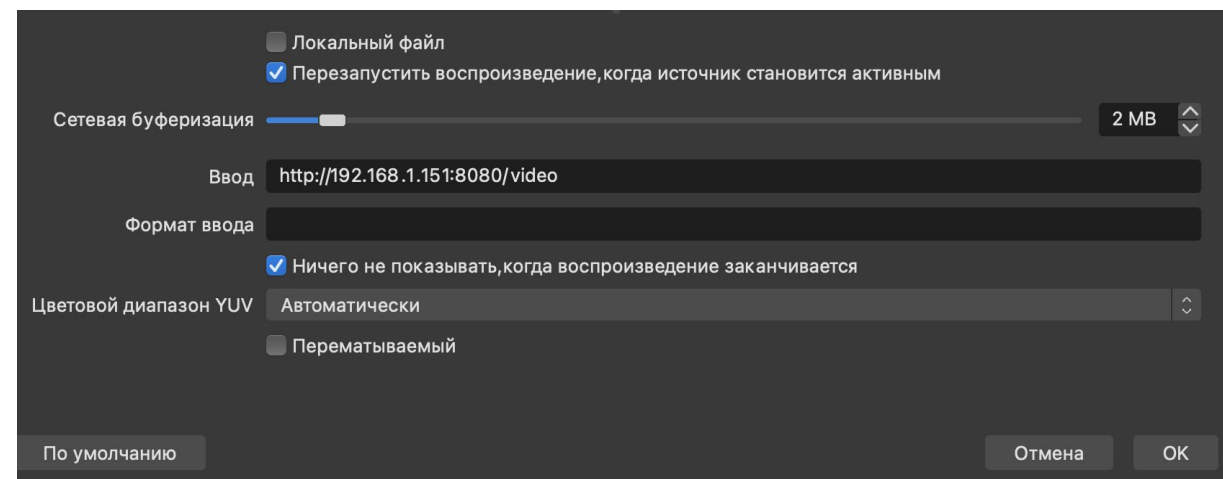 Локальный файл
Перезапустить воспроизведение,когда источник становится активным
Сетевая буферизация 2 MB
Ввод http://192.168.1.151:8080/video
Формат ввода
Ничего не показывать,когда воспроизведение заканчивается
Цветовой диапазон YUV Автоматически
Перематываемый
По умолчанию Отмена OK